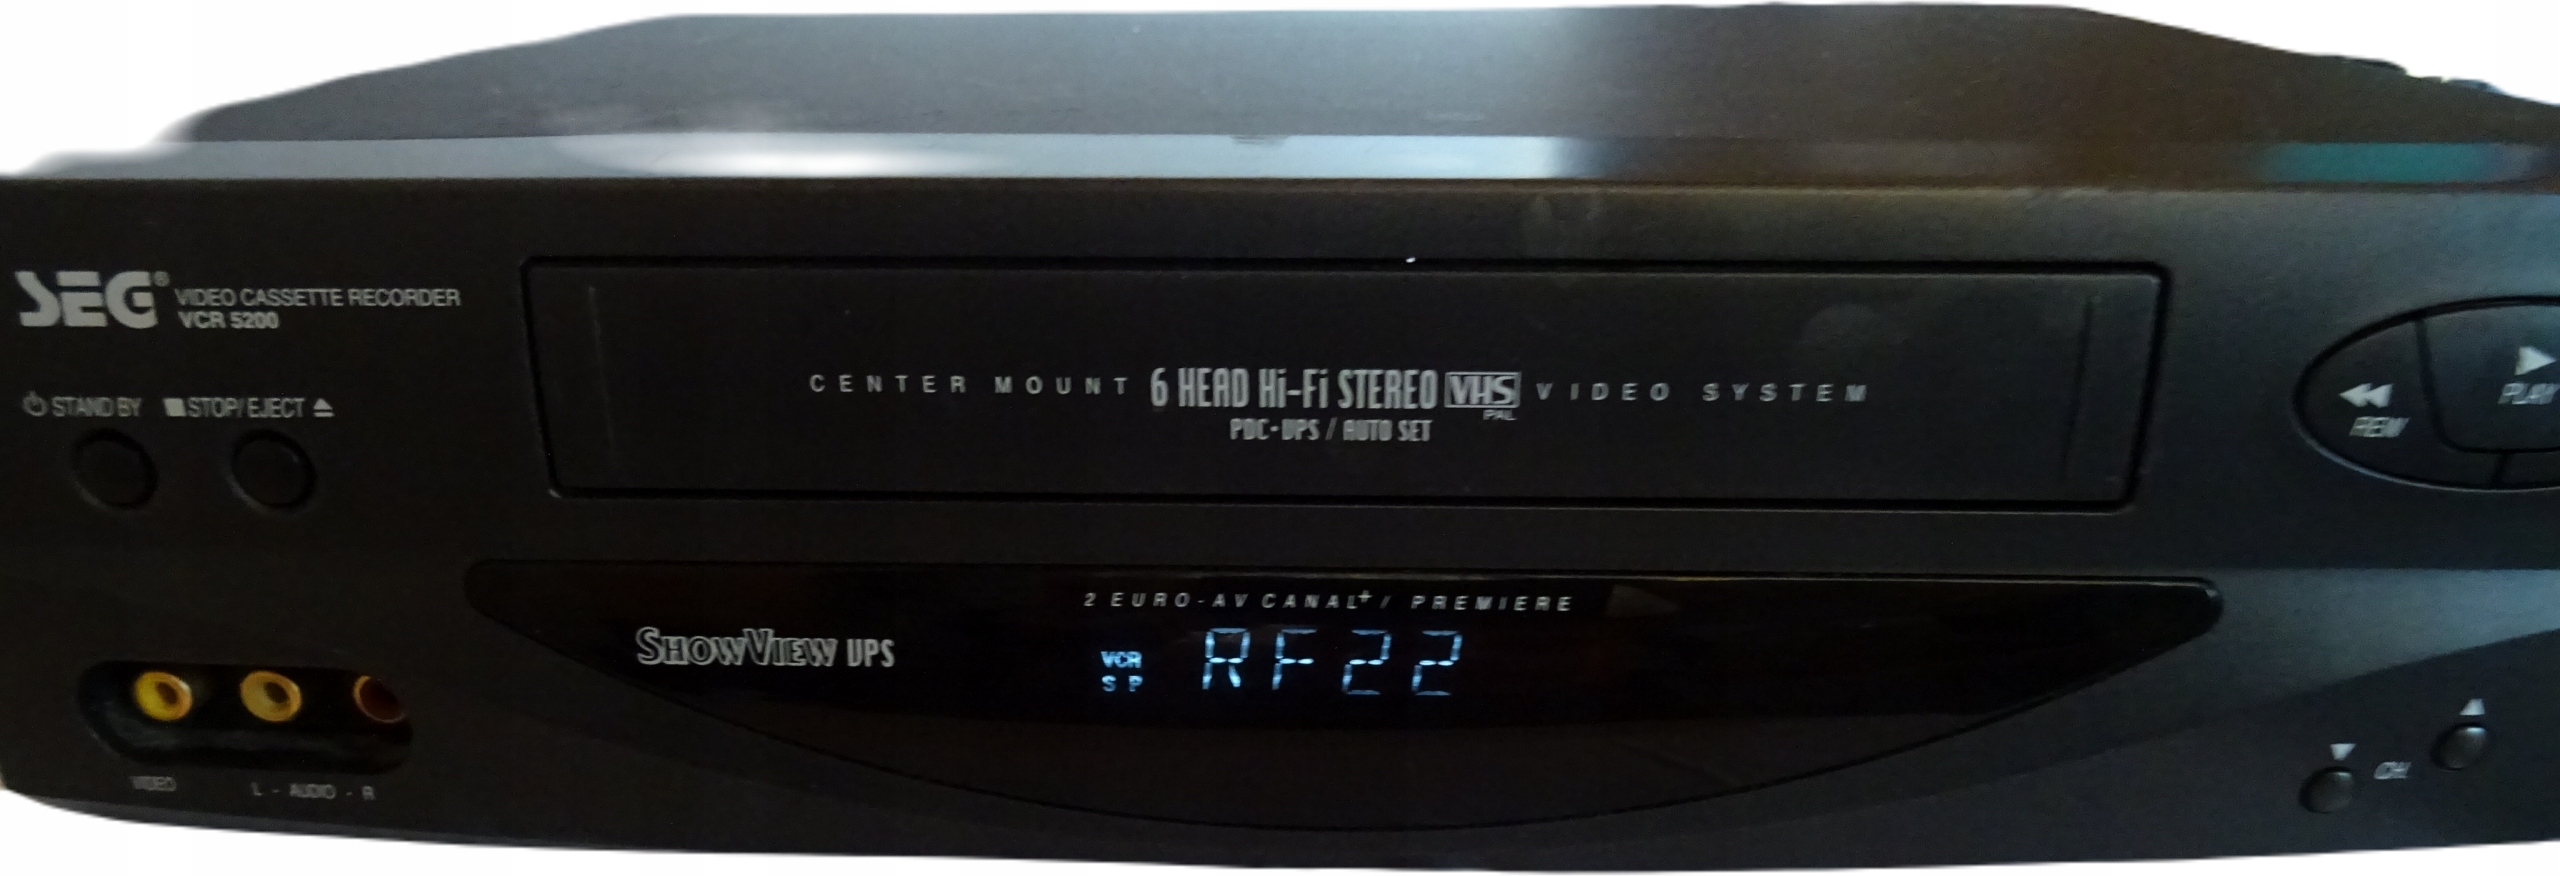 SEG® VIDEO CASSETTE RECORDER
VCR 5200
STAND BY STOP/EJECT
CENTER MOUNT 6 HEAD Hi-Fi STEREO VHS VIDEO SYSTEM
PAL
PDC-UPS / AUTO SET
REW
PLAY
2 EURO-AV CANAL+ / PREMIERE
SHOWVIEW UPS
VCR
SP
RF22
VIDEO L - AUDIO - R
CH.